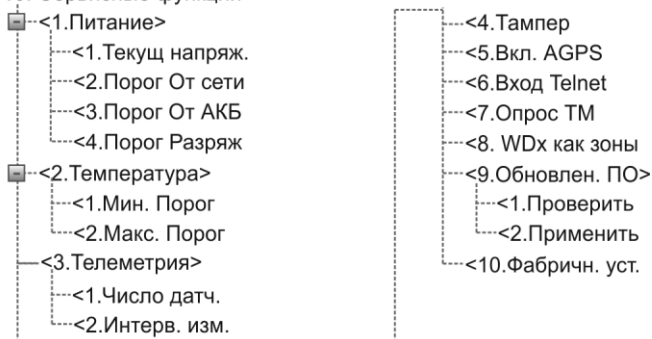 <1.Питание>
<1.Текущ напряж.
<2.Порог От сети
<3.Порог От АКБ
<4.Порог Разряж
<2.Температура>
<1.Мин. Порог
<2.Макс. Порог
<3.Телеметрия>
<1.Число датч.
<2.Интерв. изм.
<4.Тампер
<5.Вкл. AGPS
<6.Вход Telnet
<7.Опрос ТМ
<8. WDx как зоны
<9.Обновлен. ПО>
<1.Проверить
<2.Применить
<10.Фабричн. уст.